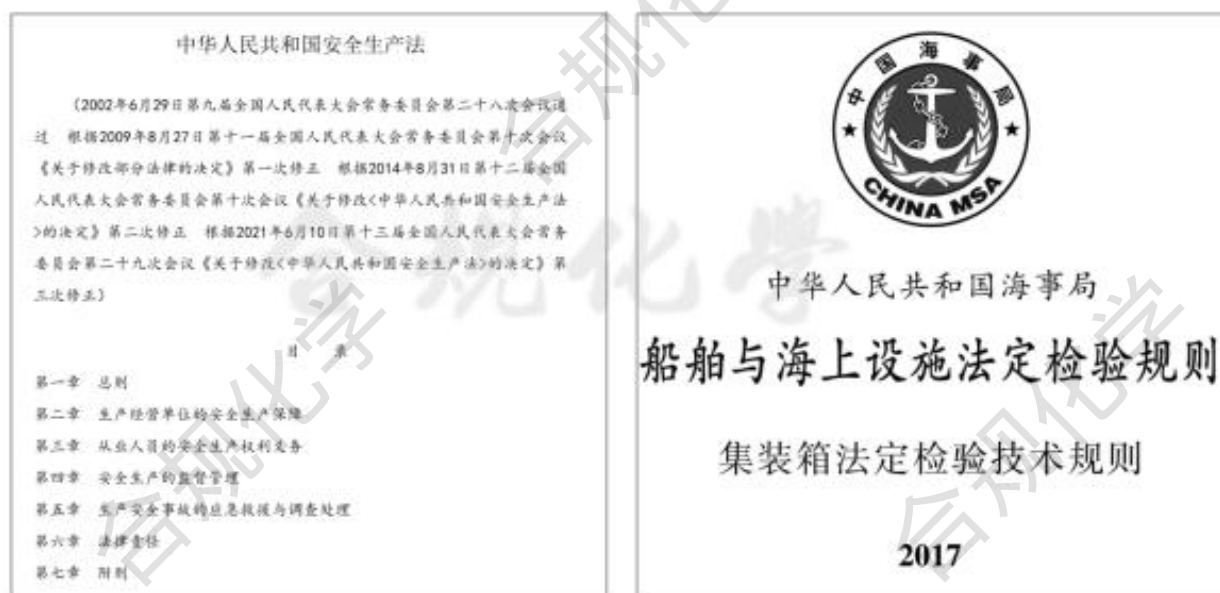 中华人民共和国安全生产法
(2002年6月29日第九届全国人民代表大会常务委员会第二十八次会议通
过 根据2009年8月27日第十一届全国人民代表大会常务委员会第十次会议
《关于修改部分法律的决定》第一次修正 根据2014年8月31日第十二届全国
人民代表大会常务委员会第十次会议《关于修改<中华人民共和国安全生产法
>的决定》第二次修正 根据2021年6月10日第十三届全国人民代表大会常务
委员会第二十九次会议《关于修改<中华人民共和国安全生产法>的决定》第
三次修正)
目 录
第一章 总则
第二章 生产经营单位的安全生产保障
第三章 从业人员的安全生产权利义务
第四章 安全生产的监督管理
第五章 生产安全事故的应急救援与调查处理
第六章 法律责任
第七章 附则
中国海事局
CHINA MSA
中华人民共和国海事局
船舶与海上设施法定检验规则
集装箱法定检验技术规则
2017
合规化学
合规化学
合规化学
合规化学